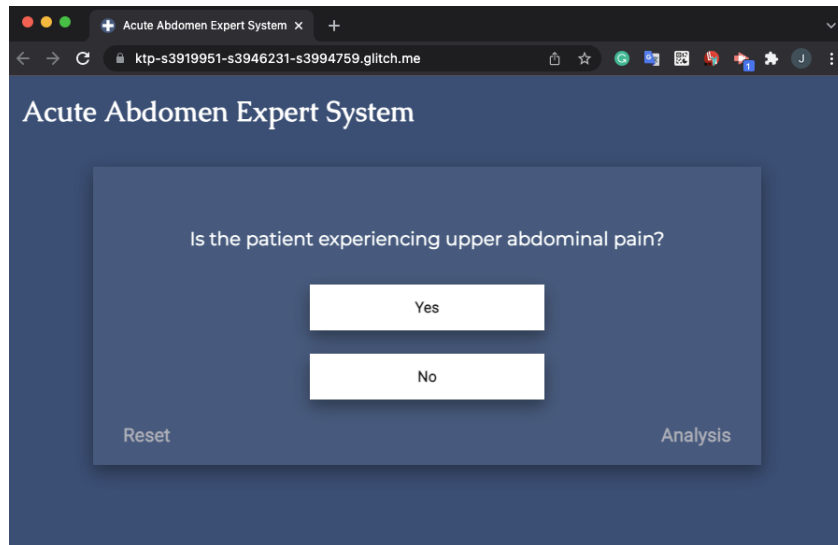 Acute Abdomen Expert System
ktp-s3919951-s3946231-s3994759.glitch.me
1
J
Acute Abdomen Expert System
Is the patient experiencing upper abdominal pain?
Yes
No
Reset
Analysis